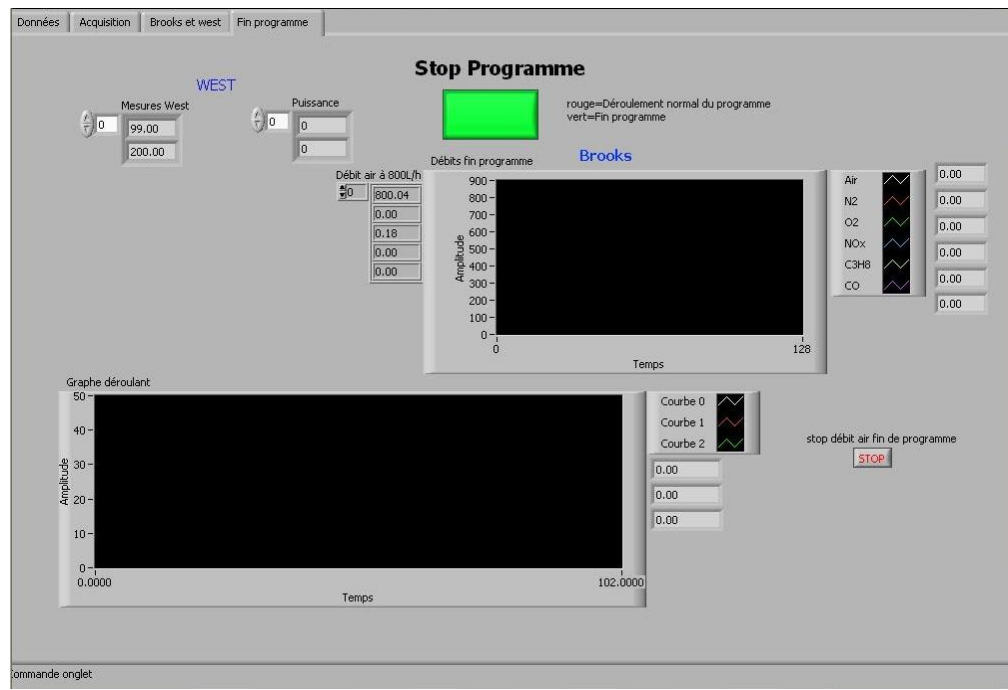 Données Acquisition Brooks et west Fin programme
Stop Programme
WEST
Mesures West
0
99.00
200.00
Puissance
0
0
0
rouge=Déroulement normal du programme
vert=Fin programme
Brooks
Débit air à 800L/h
0
800.04
0.00
0.18
0.00
0.00
Débits fin programme
Amplitude
900
800
700
600
500
400
300
200
100
0
0 128
Temps
Air
N2
O2
NOx
C3H8
CO
0.00
0.00
0.00
0.00
0.00
0.00
Graphe déroulant
Amplitude
50
40
30
20
10
0
0.0000 102.0000
Temps
Courbe 0
Courbe 1
Courbe 2
0.00
0.00
0.00
stop débit air fin de programme
STOP
ommande onglet